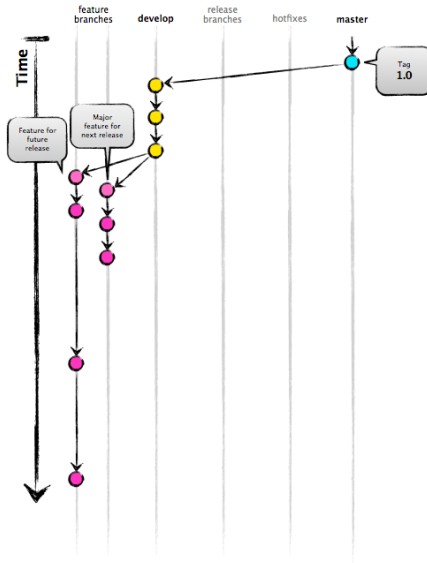 feature
branches
develop
release
branches
hotfixes
master
Time
Tag
1.0
Major
feature for
next release
Feature for
future
release